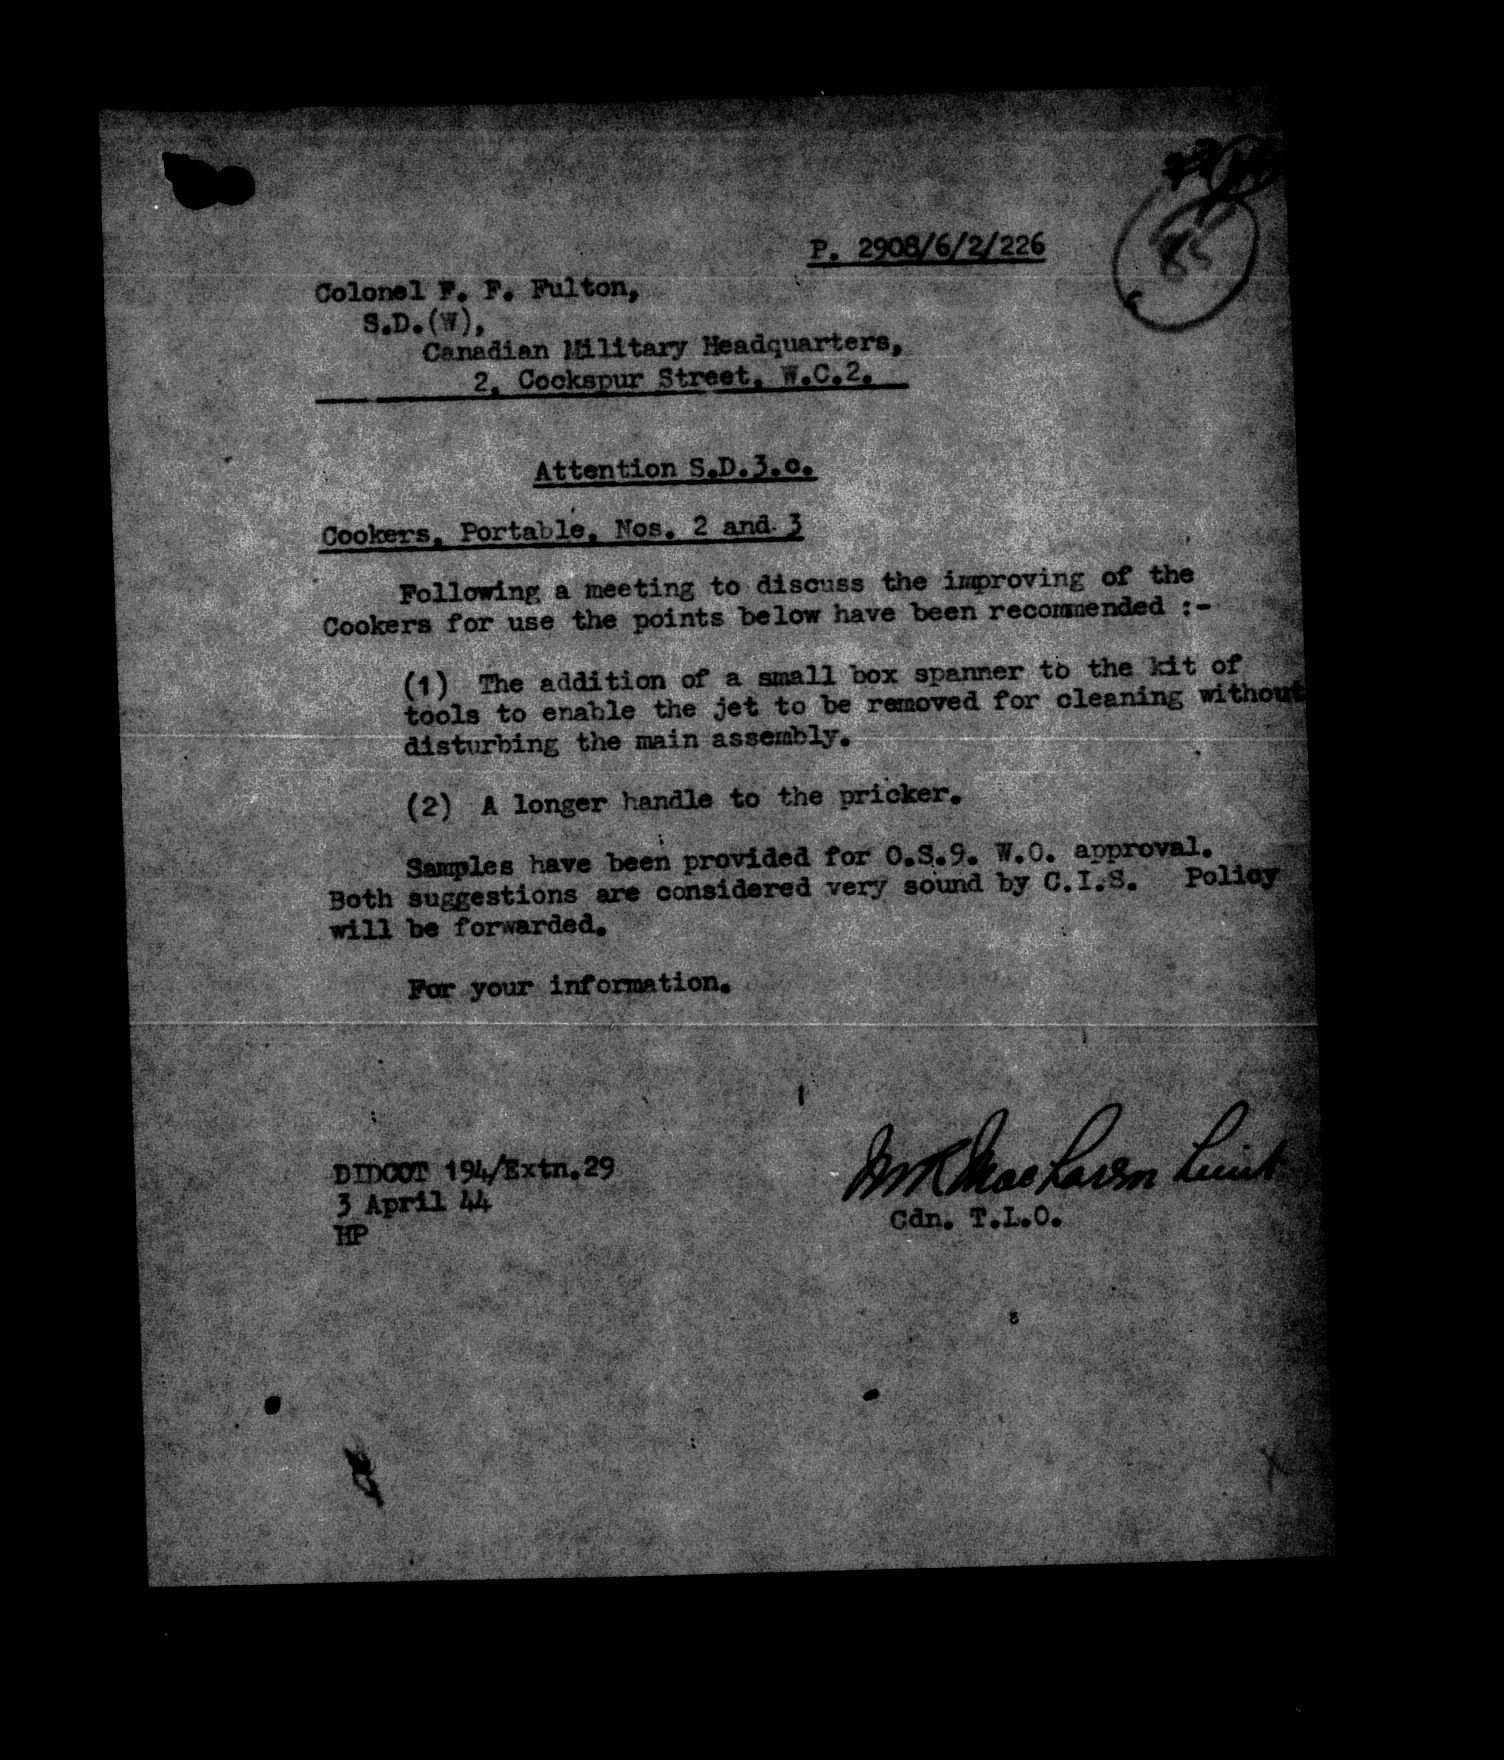 85
P. 2908/6/2/226
Colonel F. F. Fulton,
S.D.(W),
Canadian Military Headquarters,
2, Cockspur Street, W.C.2.
Attention S.D.3.c.
Cookers, Portable, Nos. 2 and 3
Following a meeting to discuss the improving of the
Cookers for use the points below have been recommended :-
(1) The addition of a small box spanner to the kit of
tools to enable the jet to be removed for cleaning without
disturbing the main assembly.
(2) A longer handle to the pricker.
Samples have been provided for O.S.9. W.O. approval.
Both suggestions are considered very sound by C.I.S. Policy
will be forwarded.
For your information.
DIDCOT 194/Extn.29
3 April 44
HP
MacLaren Lieut
Cdn. T.L.O.